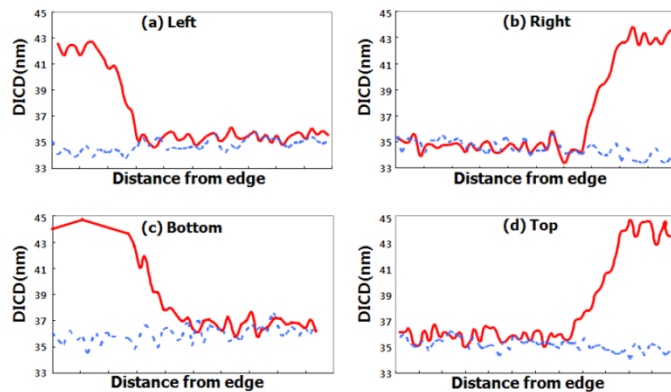 (a) Left
45
43
41
39
37
35
33
DICD(nm)
Distance from edge
(b) Right
45
43
41
39
37
35
33
DICD(nm)
Distance from edge
(c) Bottom
45
43
41
39
37
35
33
DICD(nm)
Distance from edge
(d) Top
45
43
41
39
37
35
33
DICD(nm)
Distance from edge